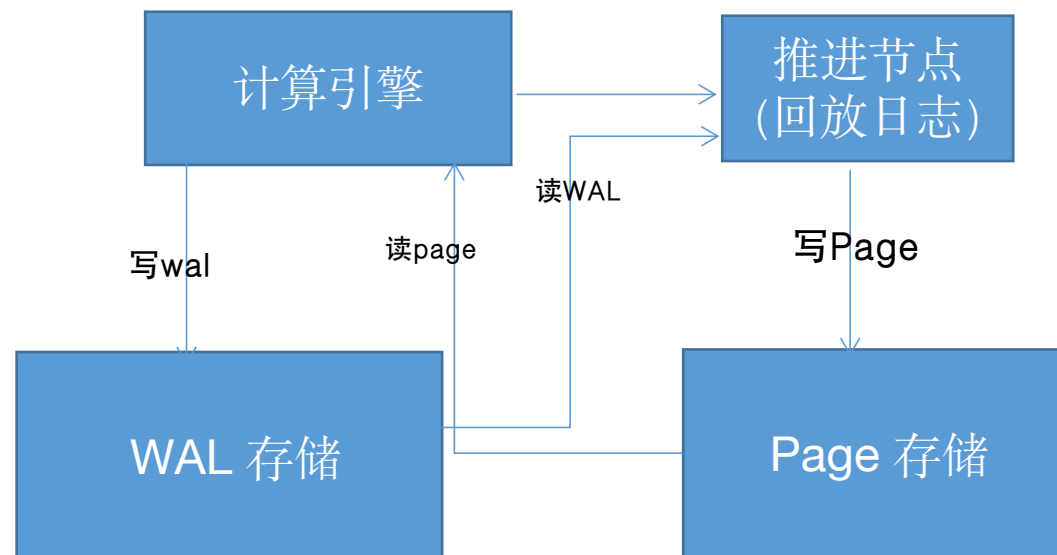 计算引擎
推进节点
(回放日志)
读WAL
写wal
读page
写Page
WAL 存储
Page 存储